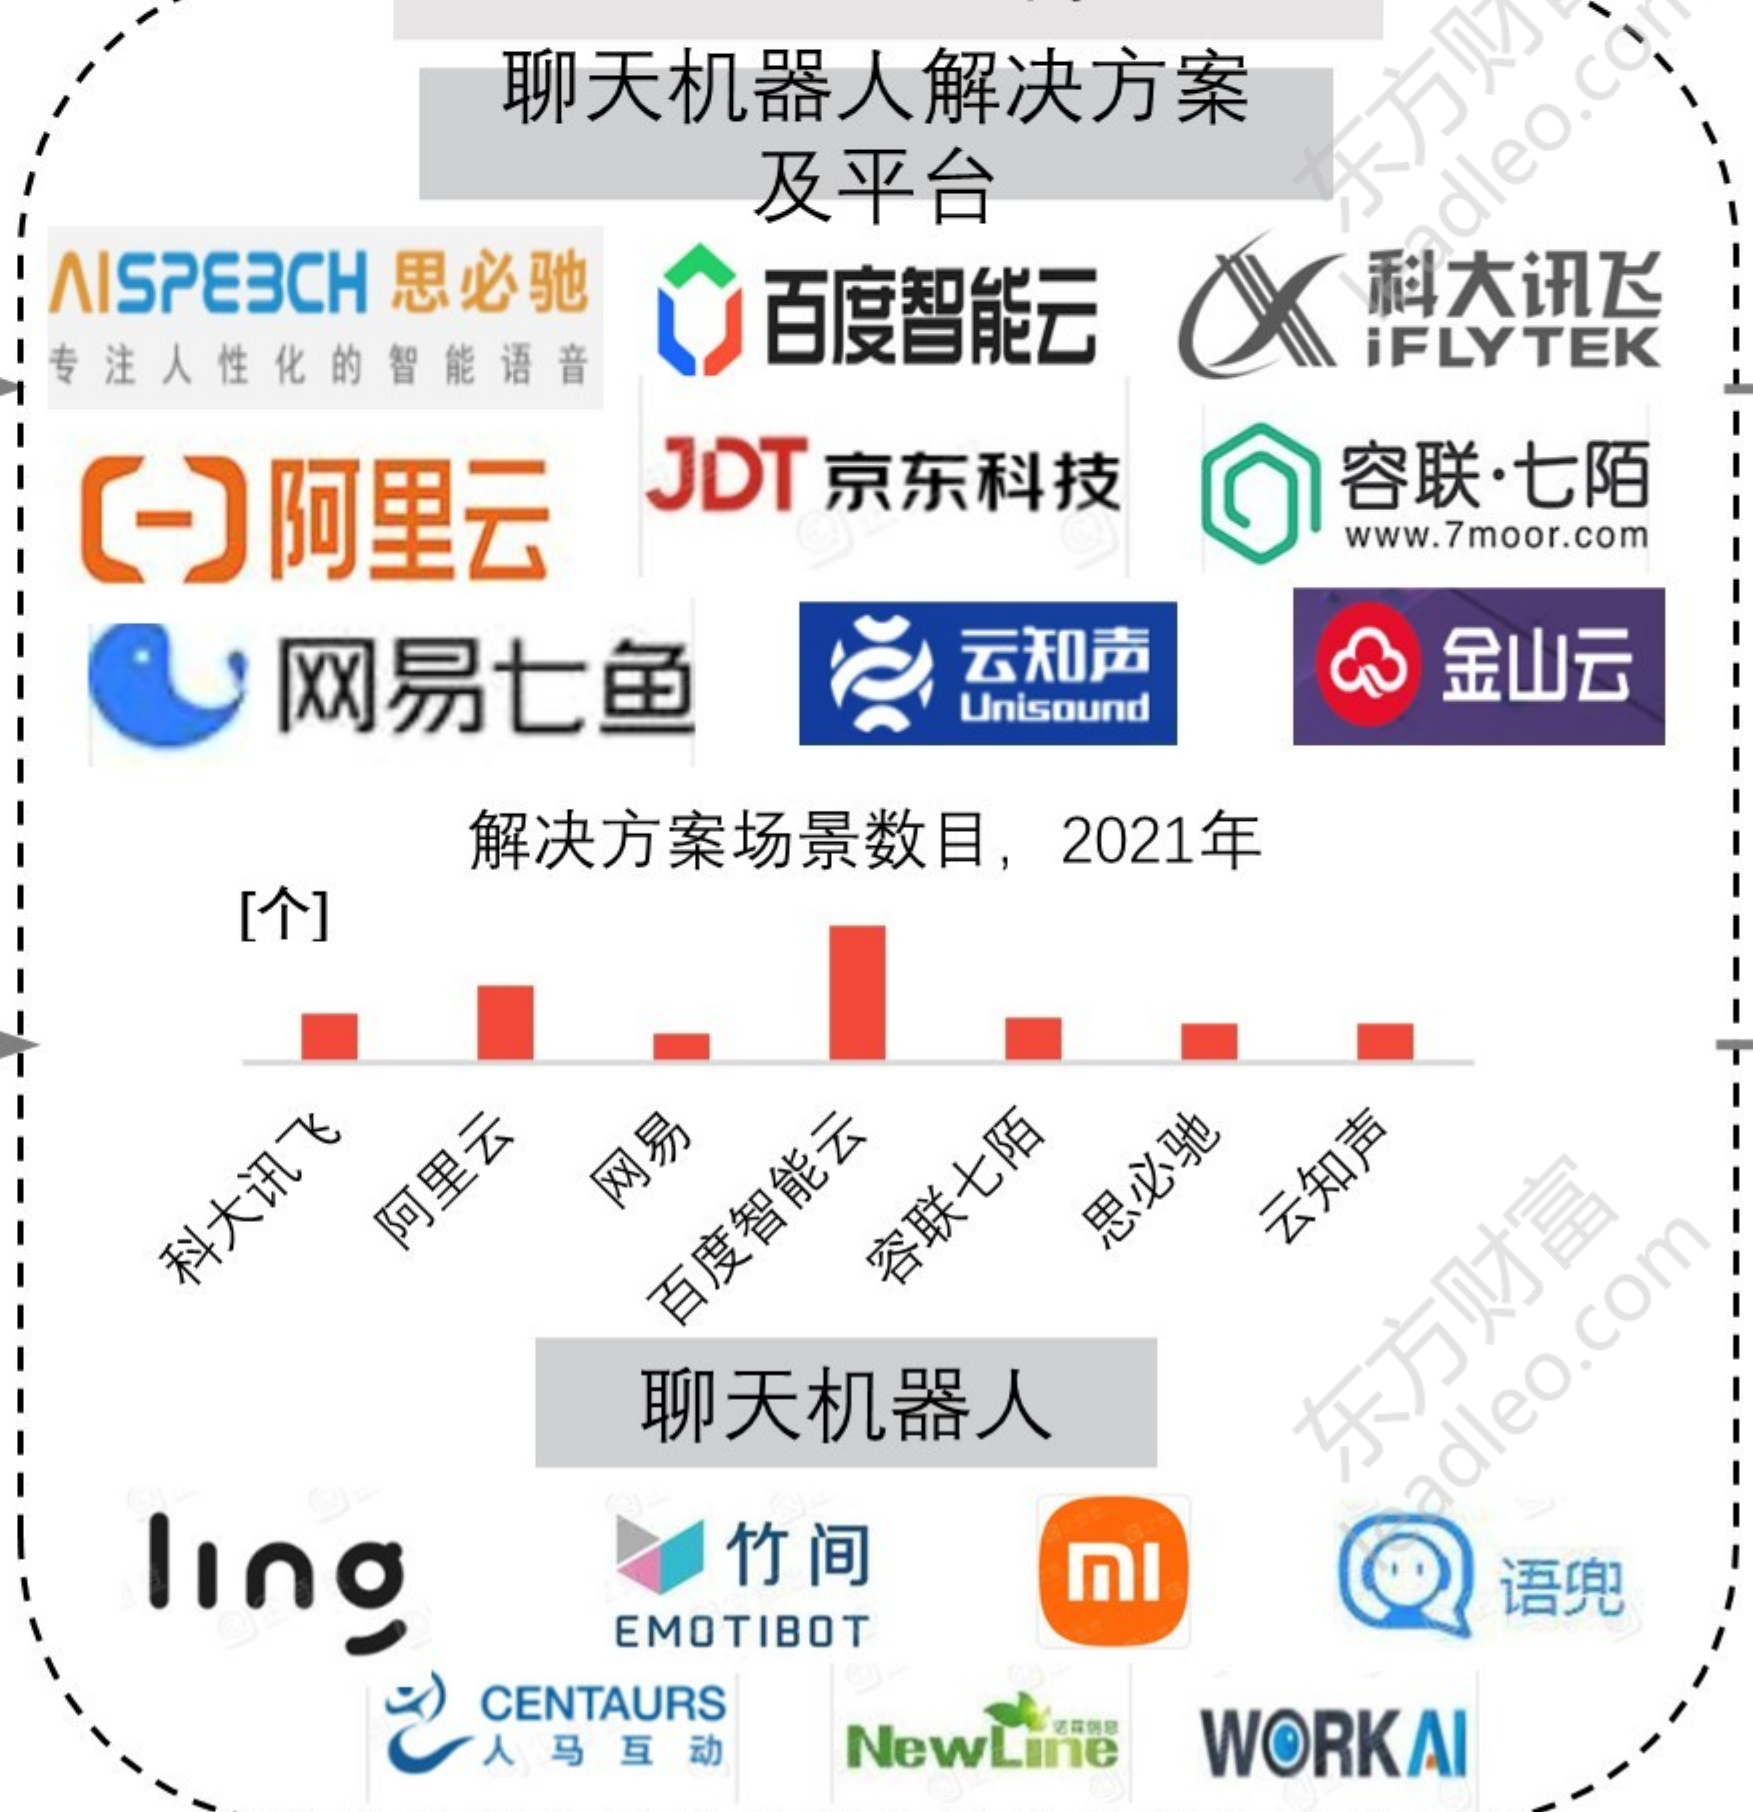 聊天机器人解决方案
及平台
AISPEECH 思必驰
专注人性化的智能语音
百度智能云
科大讯飞
iFLYTEK
阿里云
JDT 京东科技
容联·七陌
www.7moor.com
网易七鱼
云知声
Unisound
金山云
解决方案场景数目，2021年
[个]
科大讯飞
阿里云
网易
百度智能云
容联七陌
思必驰
云知声
聊天机器人
ling
竹间
EMOTIBOT
mi
语兜
CENTAURS
人马互动
NewLine
WORKAI
东方财富
leadleo.com